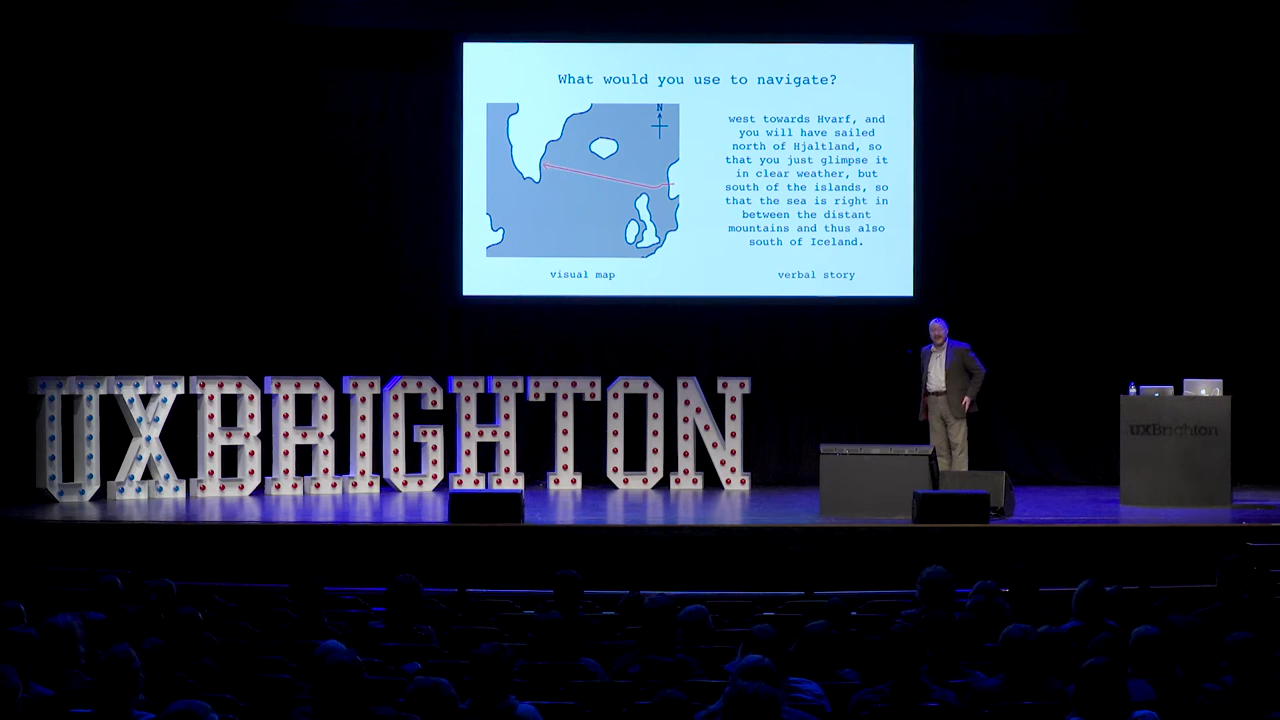 What would you use to navigate?
N
west towards Hvarf, and
you will have sailed
north of Hjaltland, so
that you just glimpse it
in clear weather, but
south of the islands, so
that the sea is right in
between the distant
mountains and thus also
south of Iceland.
visual map
verbal story
UXBRIGHTON
uxBrighton